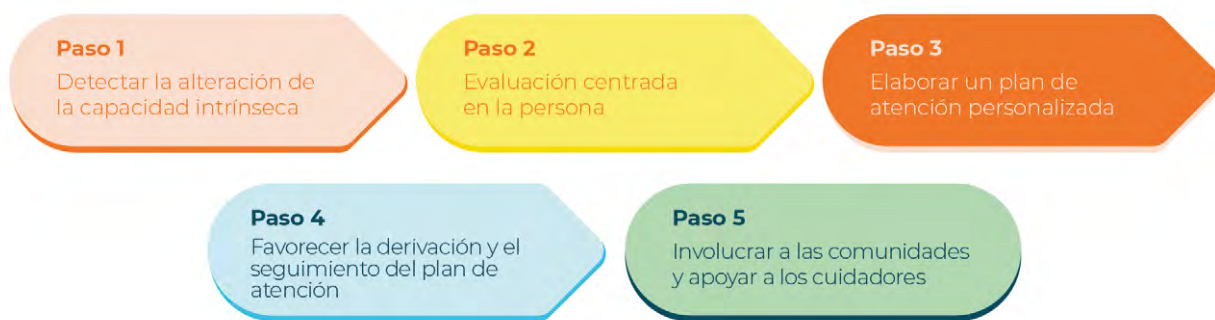 Paso 1
Detectar la alteración de
la capacidad intrínseca
Paso 2
Evaluación centrada
en la persona
Paso 3
Elaborar un plan de
atención personalizada
Paso 4
Favorecer la derivación y el
seguimiento del plan de
atención
Paso 5
Involucrar a las comunidades
y apoyar a los cuidadores